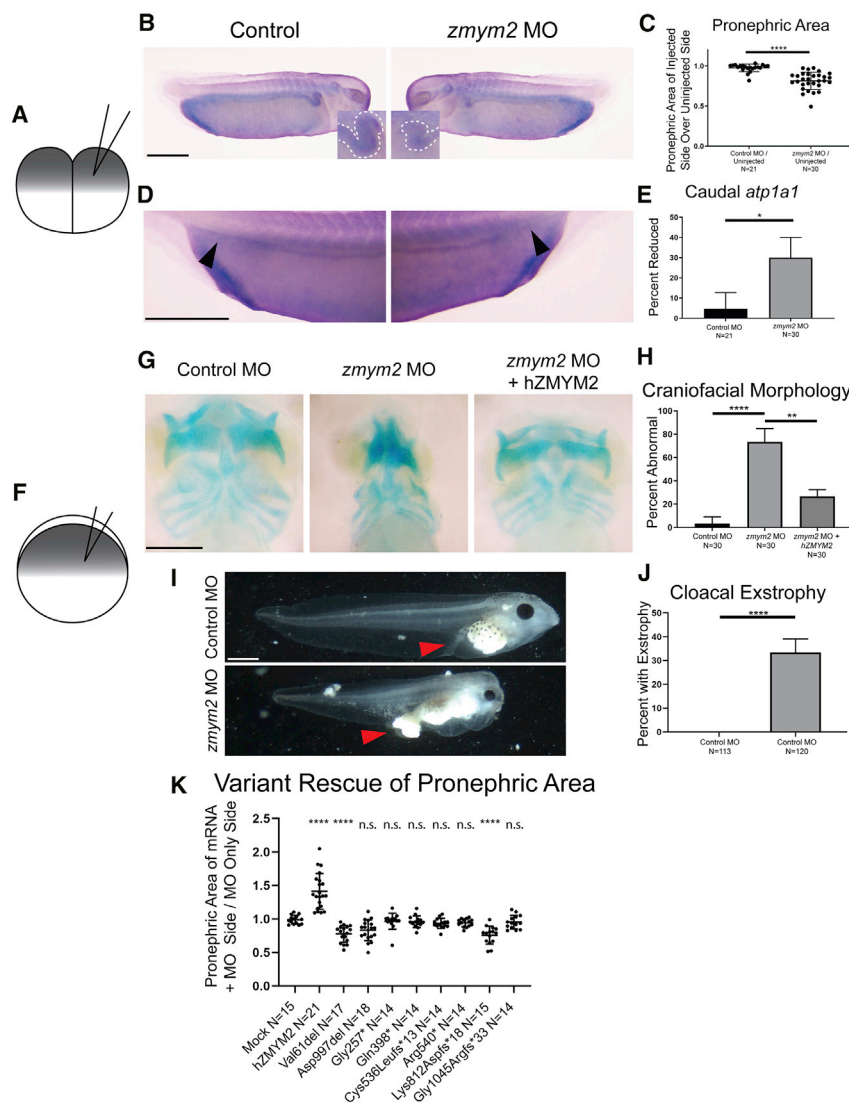 A
B
Control
zmym2 MO
C
Pronephric Area
****
Pronephric Area of Injected
Side Over Uninjected Side
1.0
0.5
0.0
Control MO /
Uninjected
N=21
zmym2 MO /
Uninjected
N=30
D
E
Caudal atp1a1
*
Percent Reduced
50
40
30
20
10
0
Control MO
N=21
zmym2 MO
N=30
F
G
Control MO
zmym2 MO
zmym2 MO
+ hZMYM2
H
Craniofacial Morphology
****
**
Percent Abnormal
100
80
60
40
20
0
Control MO
N=30
zmym2 MO
N=30
zmym2 MO +
hZMYM2
N=30
I
Control MO
zmym2 MO
J
Cloacal Exstrophy
****
Percent with Exstrophy
50
40
30
20
10
0
Control MO
N=113
Control MO
N=120
K
Variant Rescue of Pronephric Area
**** **** n.s. n.s. n.s. n.s. n.s. **** n.s.
Pronephric Area of mRNA
+ MO Side / MO Only Side
2.5
2.0
1.5
1.0
0.5
0.0
Mock N=15
hZMYM2 N=21
Val61del N=17
Asp997del N=18
Gly257* N=14
Gln398* N=14
Cys536Leufs*13 N=14
Arg540* N=14
Lys812Aspfs*18 N=15
Gly1045Argfs*33 N=14